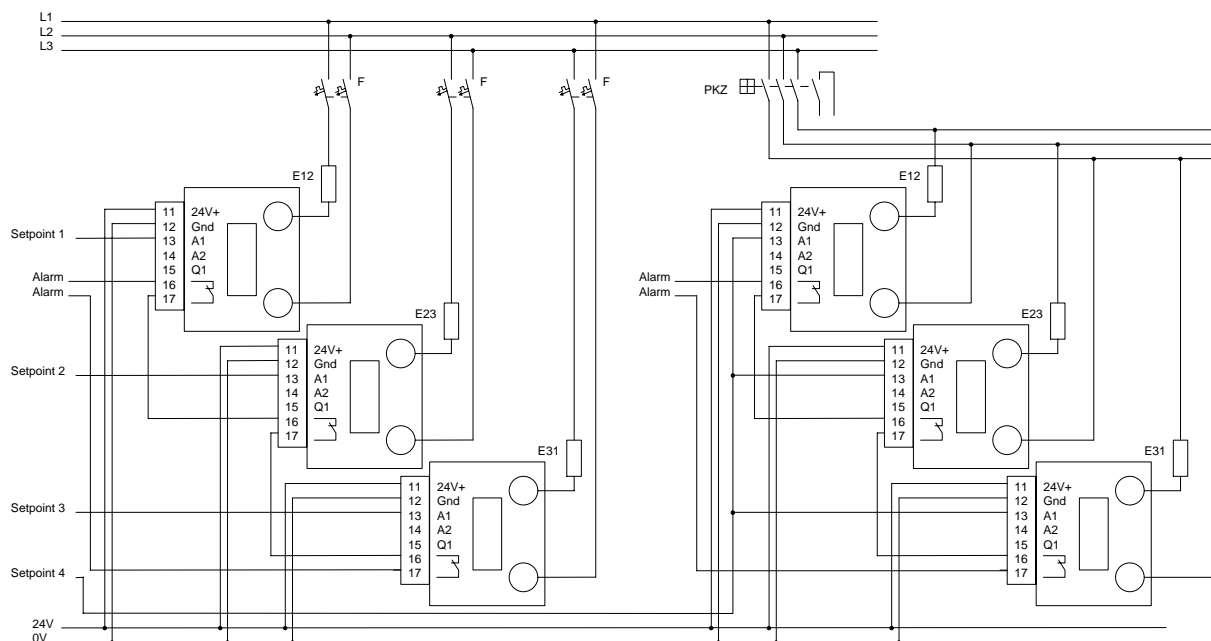 L1
L2
L3
F
F
F
PKZ
E12
11 24V+
12 Gnd
Setpoint 1 13 A1
14 A2
15 Q1
Alarm 16
Alarm 17
E12
11 24V+
12 Gnd
13 A1
14 A2
15 Q1
Alarm 16
Alarm 17
E23
11 24V+
12 Gnd
Setpoint 2 13 A1
14 A2
15 Q1
16
17
E23
11 24V+
12 Gnd
13 A1
14 A2
15 Q1
16
17
E31
11 24V+
12 Gnd
Setpoint 3 13 A1
14 A2
15 Q1
16
17
E31
11 24V+
12 Gnd
13 A1
14 A2
15 Q1
16
17
Setpoint 4
24V
0V